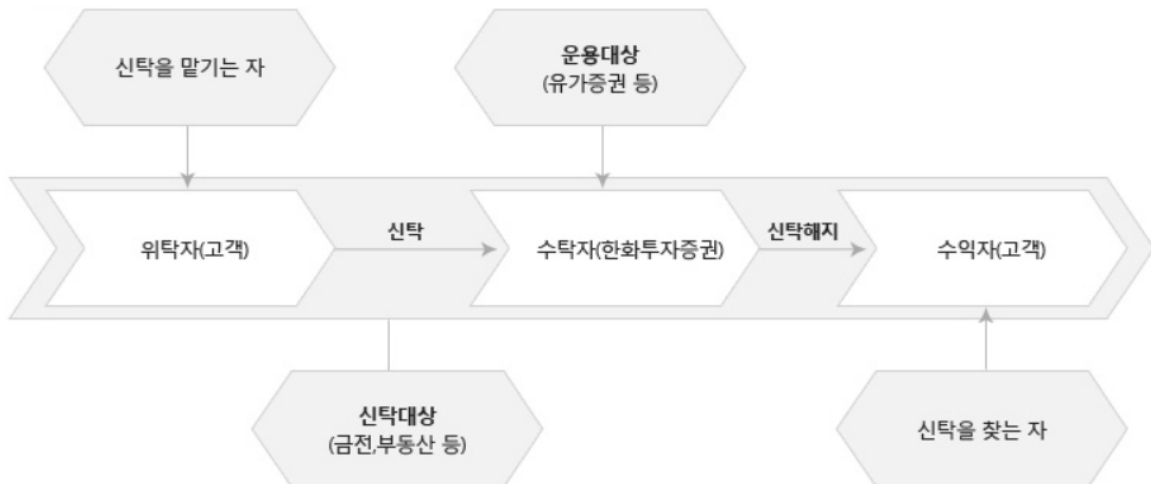 신탁을 맡기는 자
운용대상
(유가증권 등)
위탁자(고객)
신탁
수탁자(한화투자증권)
신탁해지
수익자(고객)
신탁대상
(금전,부동산 등)
신탁을 찾는 자